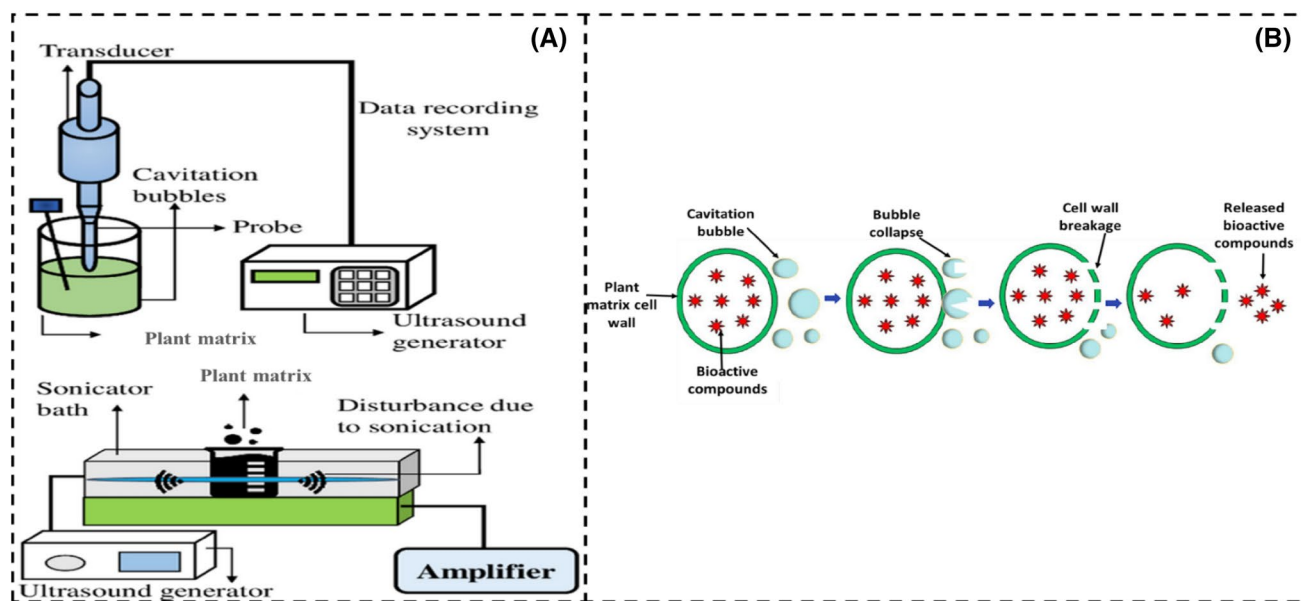 (A)
Transducer
Data recording
system
Cavitation
bubbles
Probe
Plant matrix
Ultrasound
generator
Plant matrix
Sonicator
bath
Disturbance due
to sonication
Amplifier
Ultrasound generator
(B)
Cavitation
bubble
Bubble
collapse
Cell wall
breakage
Released
bioactive
compounds
Plant
matrix cell
wall
Bioactive
compounds